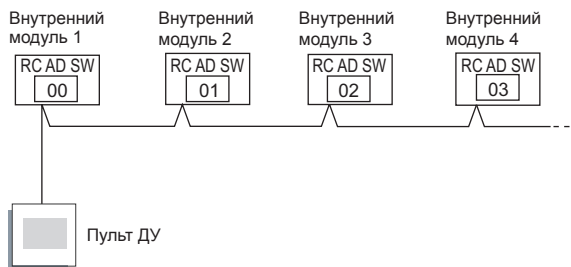 Внутренний
модуль 1
Внутренний
модуль 2
Внутренний
модуль 3
Внутренний
модуль 4
RC AD SW
00
RC AD SW
01
RC AD SW
02
RC AD SW
03
Пульт ДУ